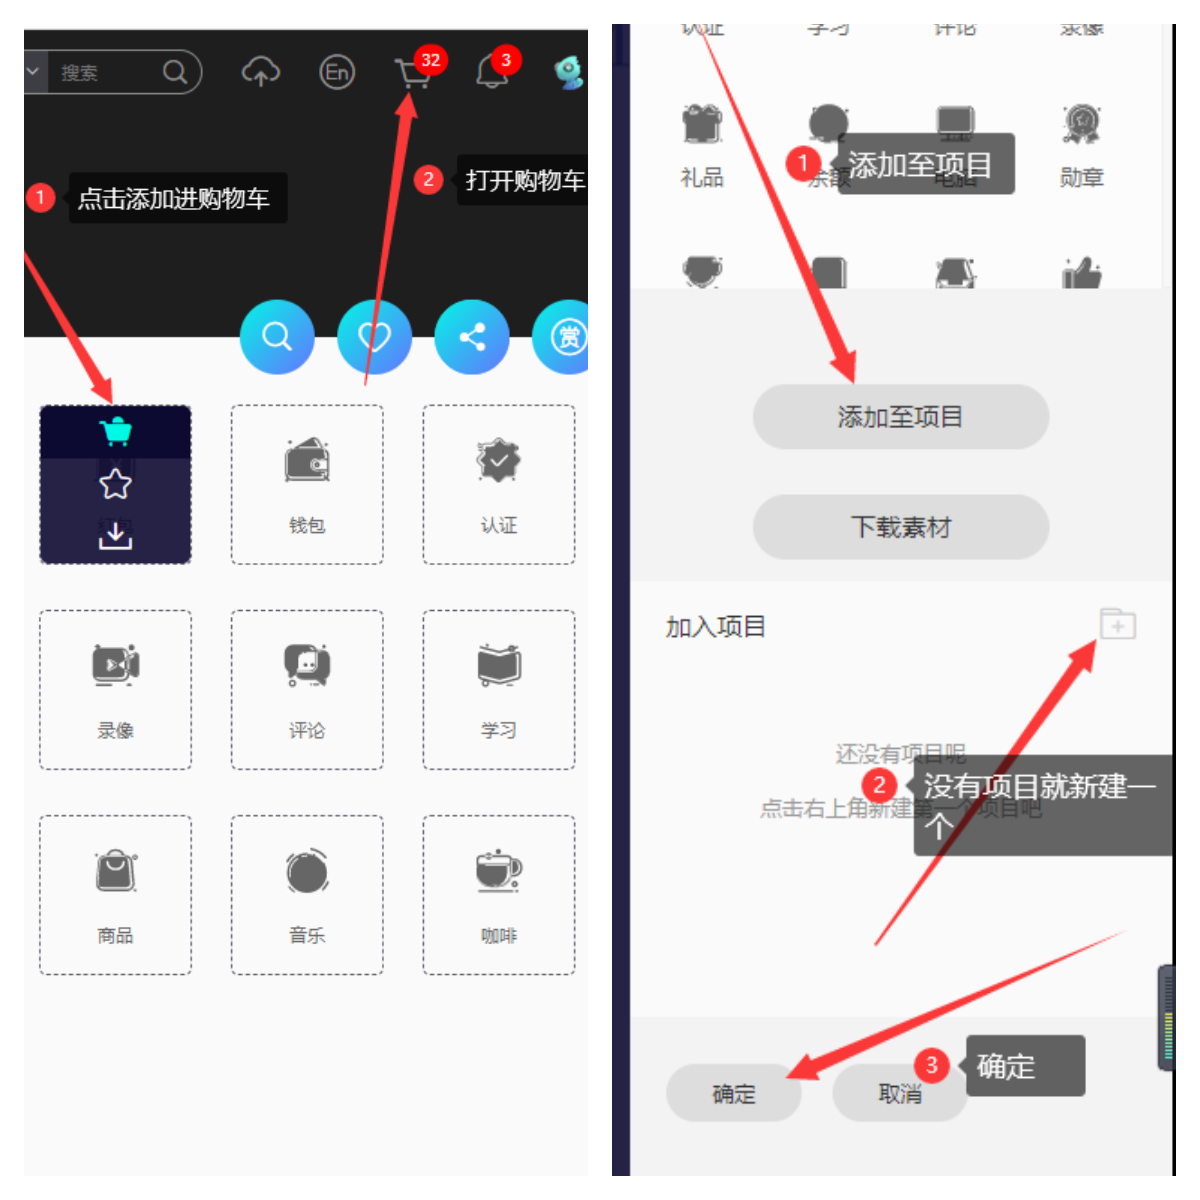 搜索
En
32
3
1 点击添加进购物车
2 打开购物车
赏
钱包
认证
录像
评论
学习
商品
音乐
咖啡
认证
学习
评论
录像
1 添加至项目
礼品
余额
电脑
勋章
添加至项目
下载素材
加入项目
还没有项目呢
2 没有项目就新建一
个
点击右上角新建第一个项目吧
3 确定
确定
取消